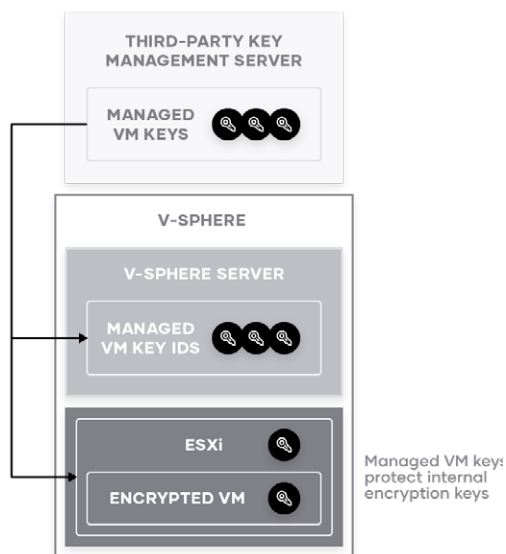 THIRD-PARTY KEY
MANAGEMENT SERVER
MANAGED
VM KEYS
V-SPHERE
V-SPHERE SERVER
MANAGED
VM KEY IDS
ESXi
ENCRYPTED VM
Managed VM keys
protect internal
encryption keys